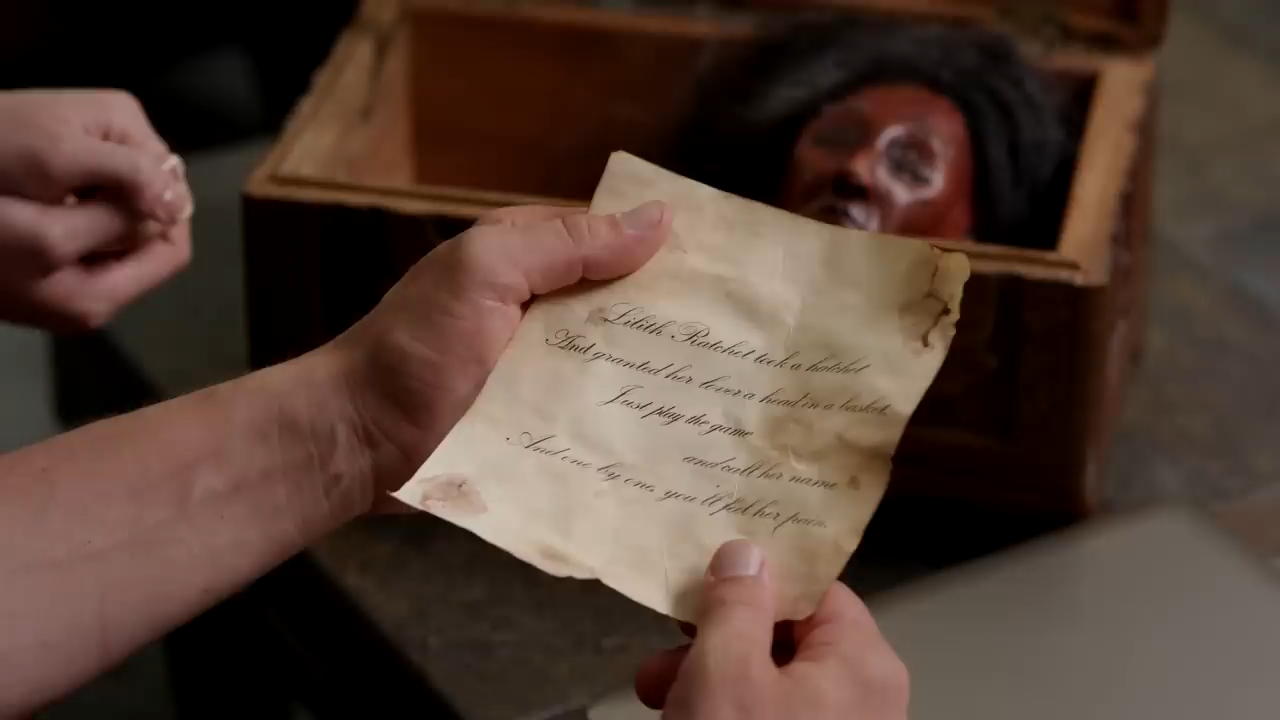 Lilith Ratchet took a hatchet
And granted her lover a head in a basket.
Just play the game
and call her name
And one by one, you'll feel her pain.